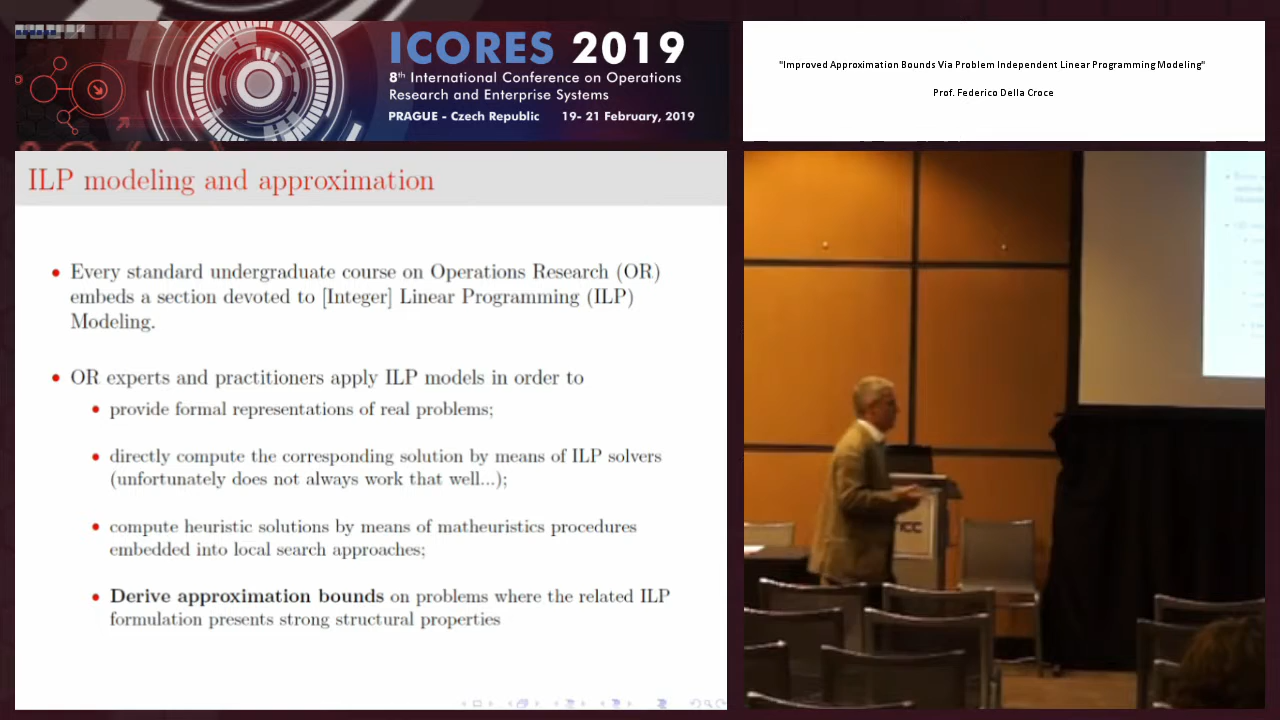 ICORES 2019
8th International Conference on Operations
Research and Enterprise Systems
PRAGUE - Czech Republic 19- 21 February, 2019
"Improved Approximation Bounds Via Problem Independent Linear Programming Modeling"
Prof. Federico Della Croce
ILP modeling and approximation
• Every standard undergraduate course on Operations Research (OR)
embeds a section devoted to [Integer] Linear Programming (ILP)
Modeling.
• OR experts and practitioners apply ILP models in order to
• provide formal representations of real problems;
• directly compute the corresponding solution by means of ILP solvers
(unfortunately does not always work that well...);
• compute heuristic solutions by means of matheuristics procedures
embedded into local search approaches;
• Derive approximation bounds on problems where the related ILP
formulation presents strong structural properties